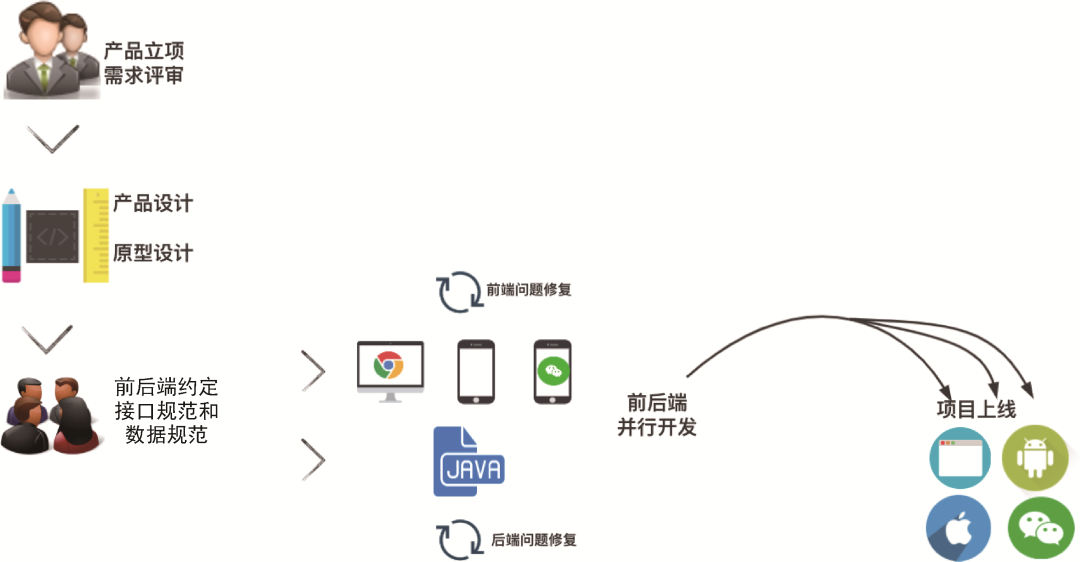 产品立项
需求评审
产品设计
</>
原型设计
前端问题修复
前后端约定
接口规范和
数据规范
前后端
并行开发
项目上线
JAVA
后端问题修复